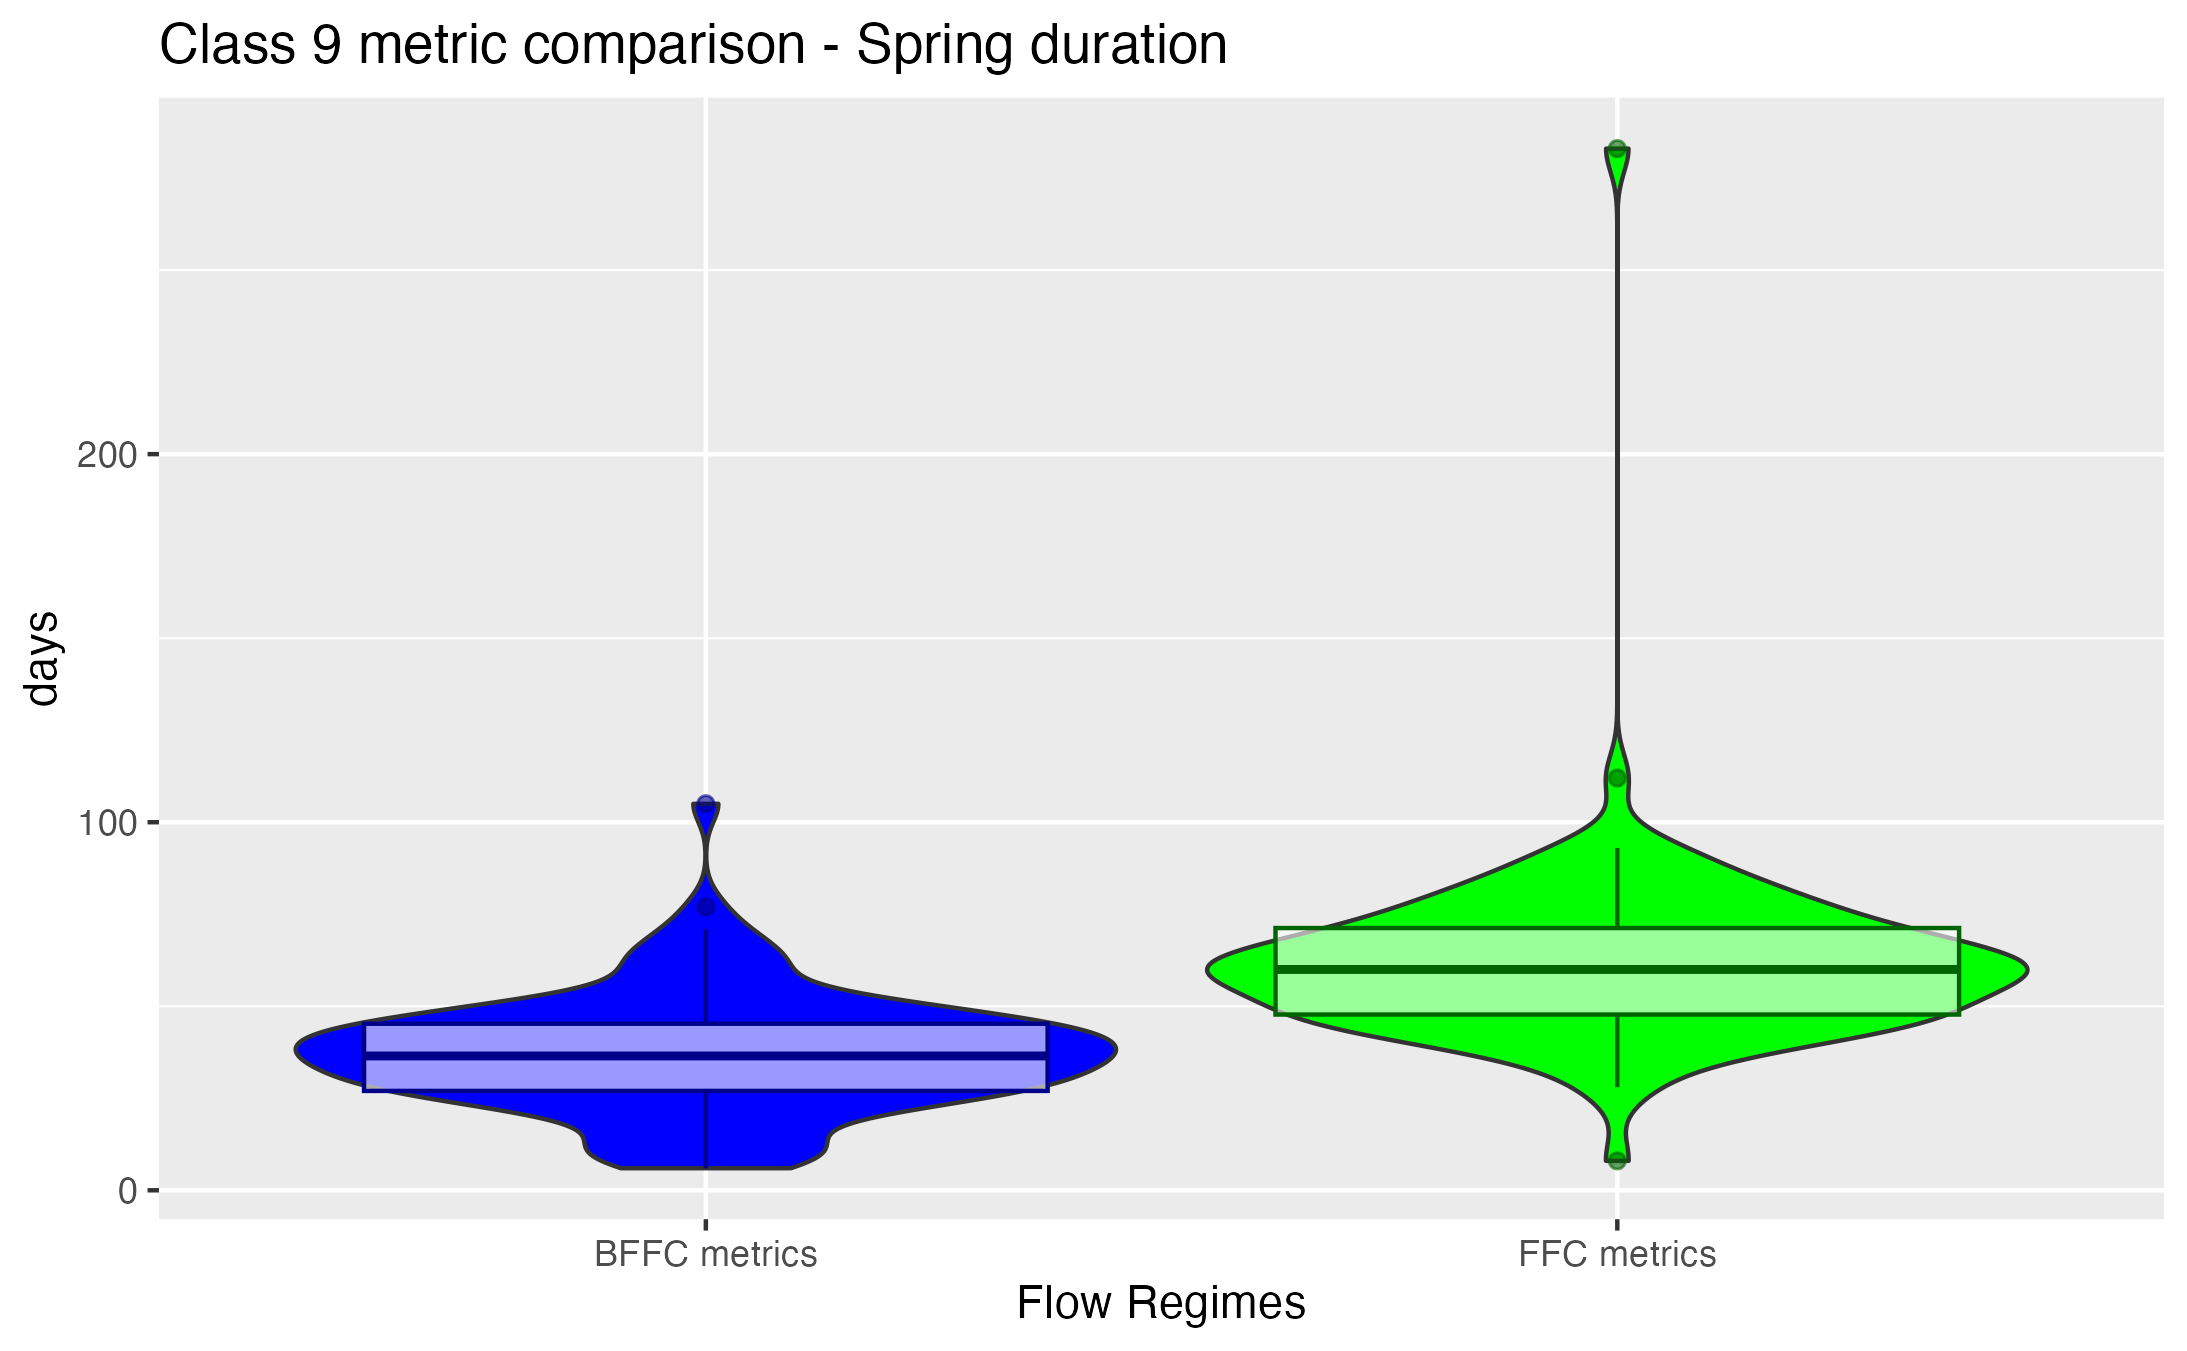 Class 9 metric comparison - Spring duration
days
200
100
0
BFFC metrics
FFC metrics
Flow Regimes